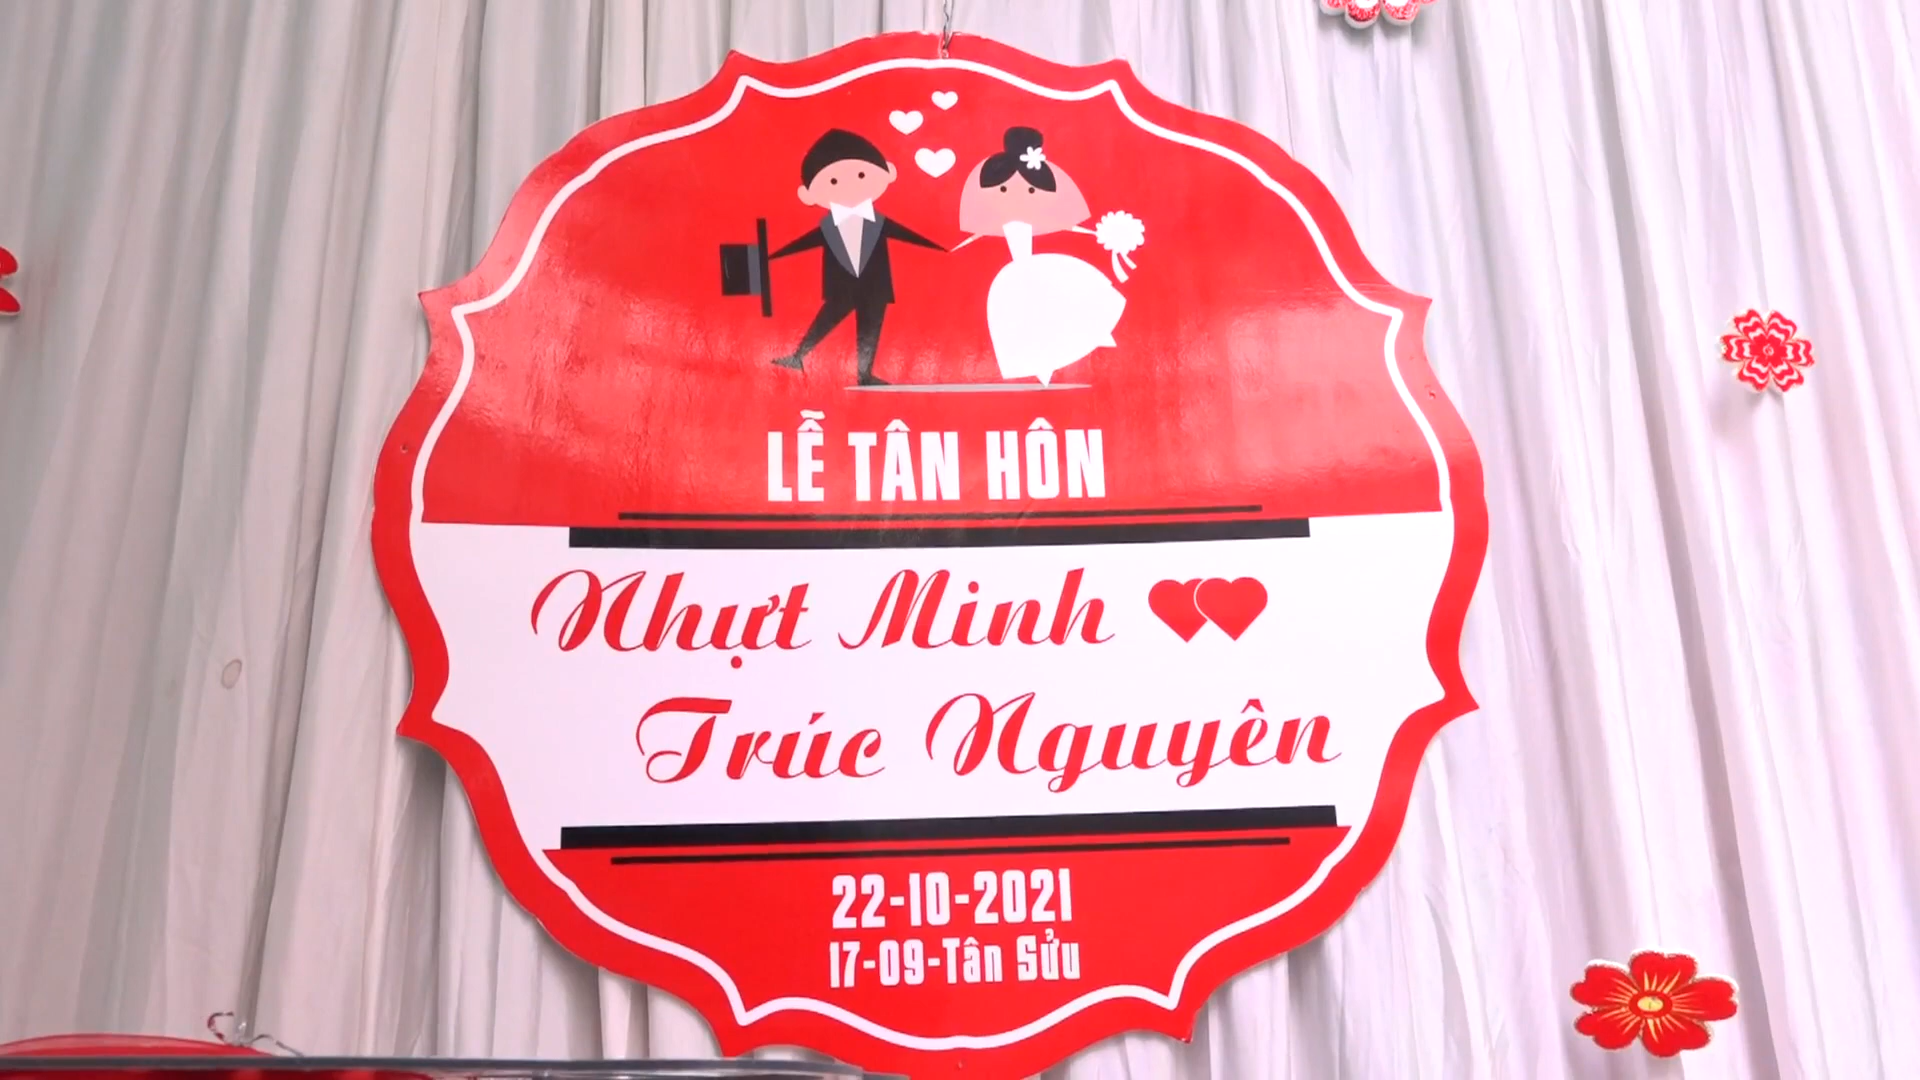 LỄ TÂN HÔN
Nhựt Minh
Trúc Nguyên
22-10-2021
17-09-Tân Sửu